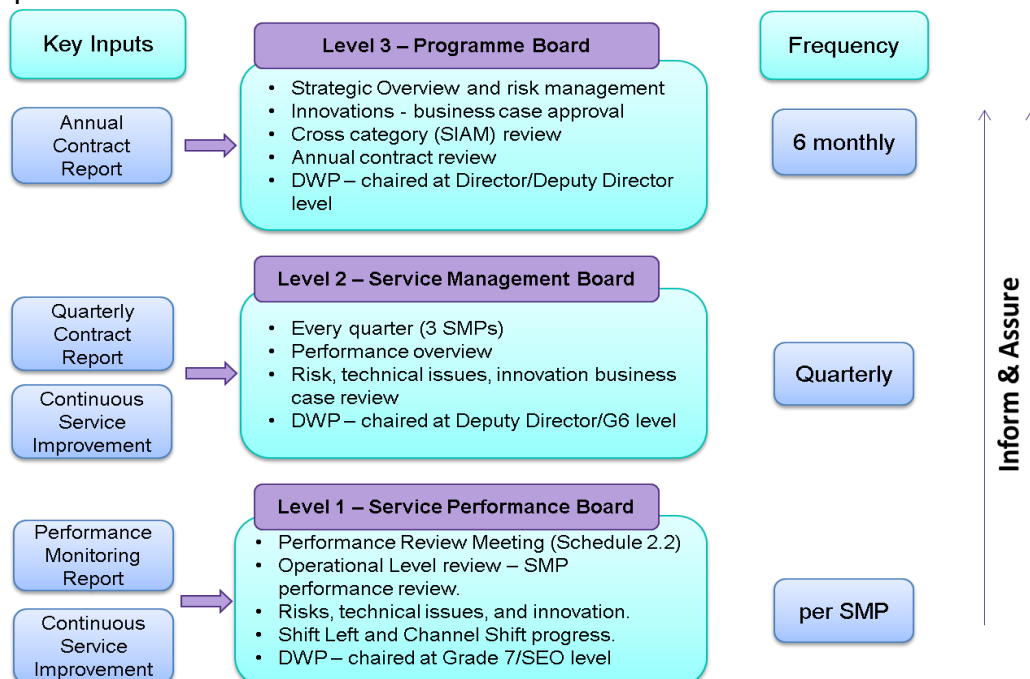 Key Inputs
Level 3 – Programme Board
Frequency
Annual
Contract
Report
• Strategic Overview and risk management
• Innovations - business case approval
• Cross category (SIAM) review
• Annual contract review
• DWP – chaired at Director/Deputy Director
level
6 monthly
Level 2 – Service Management Board
Quarterly
Contract
Report
Continuous
Service
Improvement
• Every quarter (3 SMPs)
• Performance overview
• Risk, technical issues, innovation business
case review
• DWP – chaired at Deputy Director/G6 level
Quarterly
Level 1 – Service Performance Board
Performance
Monitoring
Report
Continuous
Service
Improvement
• Performance Review Meeting (Schedule 2.2)
• Operational Level review – SMP
performance review.
• Risks, technical issues, and innovation.
• Shift Left and Channel Shift progress.
• DWP – chaired at Grade 7/SEO level
per SMP
Inform & Assure